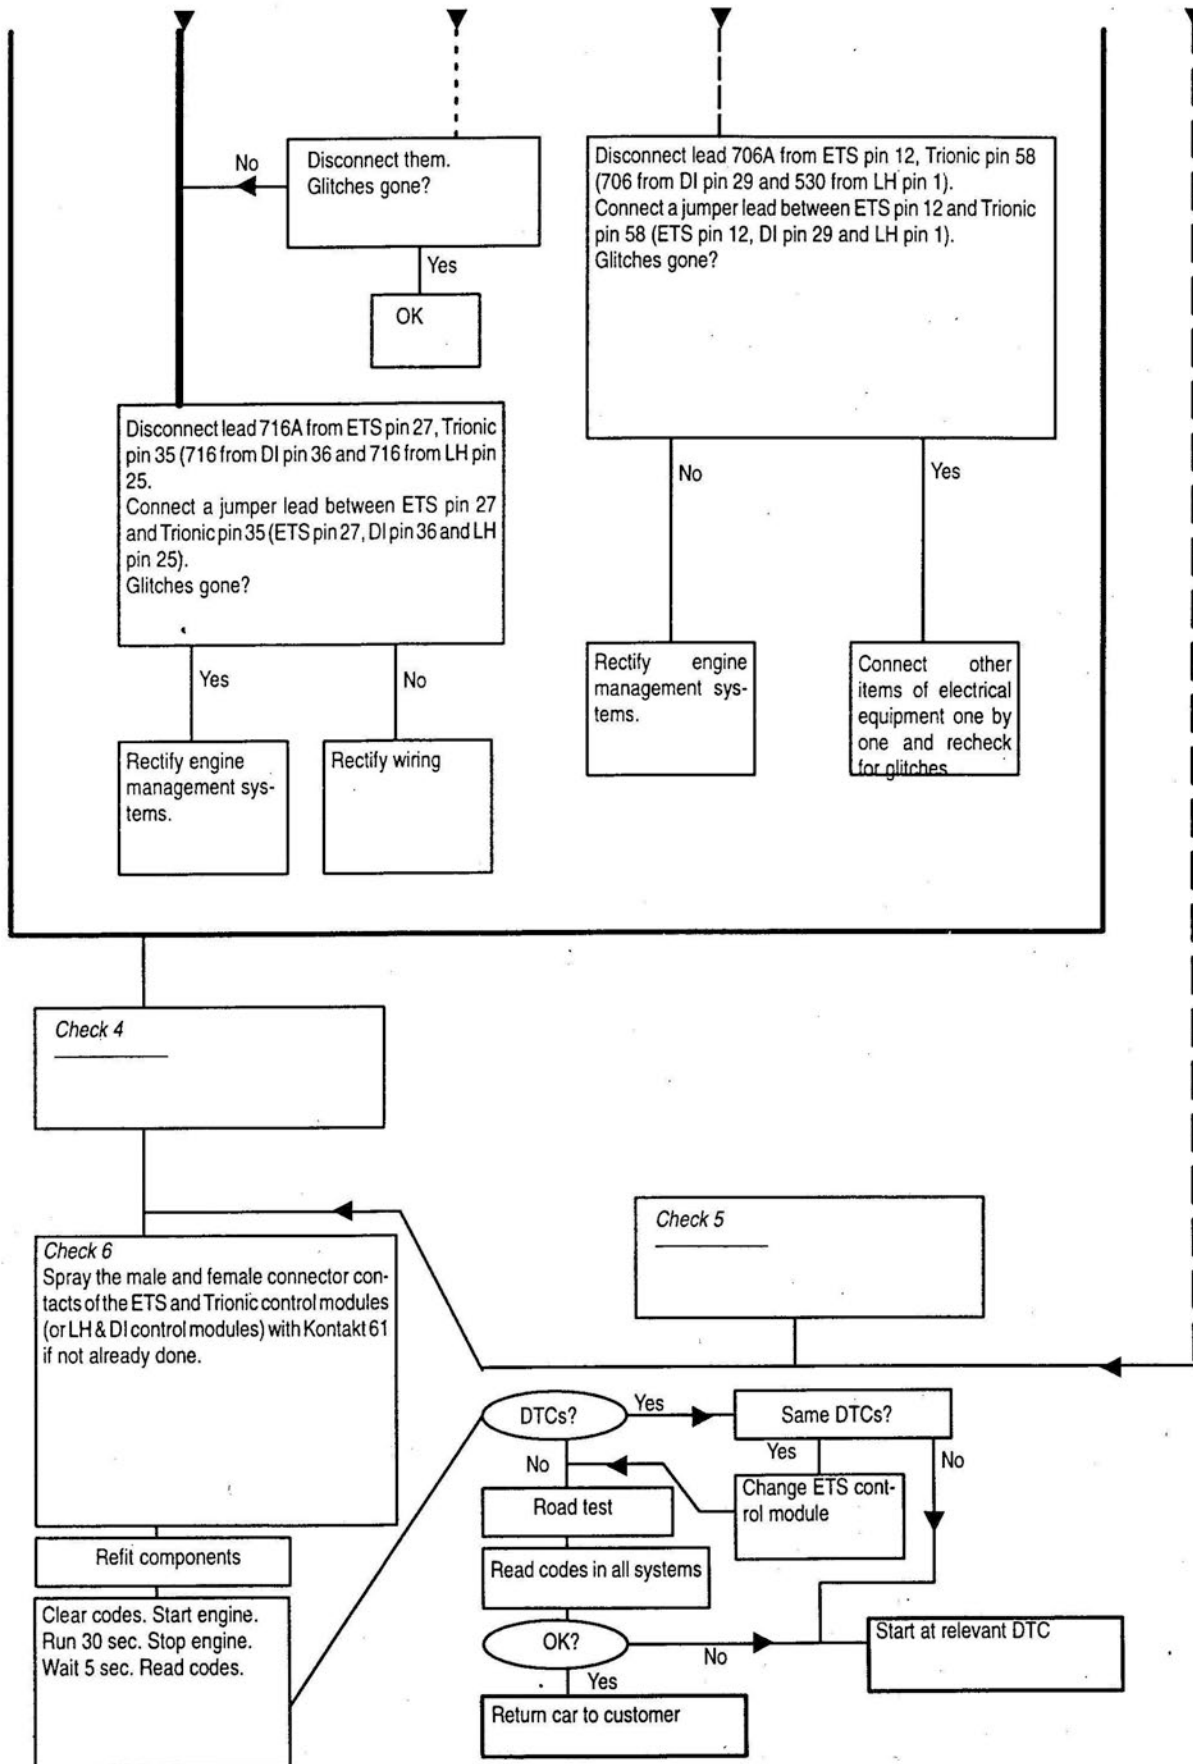 No
Disconnect them.
Glitches gone?
Yes
OK
Disconnect lead 706A from ETS pin 12, Trionic pin 58
(706 from DI pin 29 and 530 from LH pin 1).
Connect a jumper lead between ETS pin 12 and Trionic
pin 58 (ETS pin 12, DI pin 29 and LH pin 1).
Glitches gone?
Disconnect lead 716A from ETS pin 27, Trionic
pin 35 (716 from DI pin 36 and 716 from LH pin
25.
Connect a jumper lead between ETS pin 27
and Trionic pin 35 (ETS pin 27, DI pin 36 and LH
pin 25).
Glitches gone?
No
Yes
Yes
No
Rectify engine
management sys-
tems.
Rectify wiring
Rectify engine
management sys-
tems.
Connect other
items of electrical
equipment one by
one and recheck
for glitches
Check 4
Check 5
Check 6
Spray the male and female connector con-
tacts of the ETS and Trionic control modules
(or LH & DI control modules) with Kontakt 61
if not already done.
Refit components
Clear codes. Start engine.
Run 30 sec. Stop engine.
Wait 5 sec. Read codes.
DTCs?
Yes
Same DTCs?
No
Yes
No
Change ETS cont-
rol module
Road test
Read codes in all systems
OK?
No
Start at relevant DTC
Yes
Return car to customer